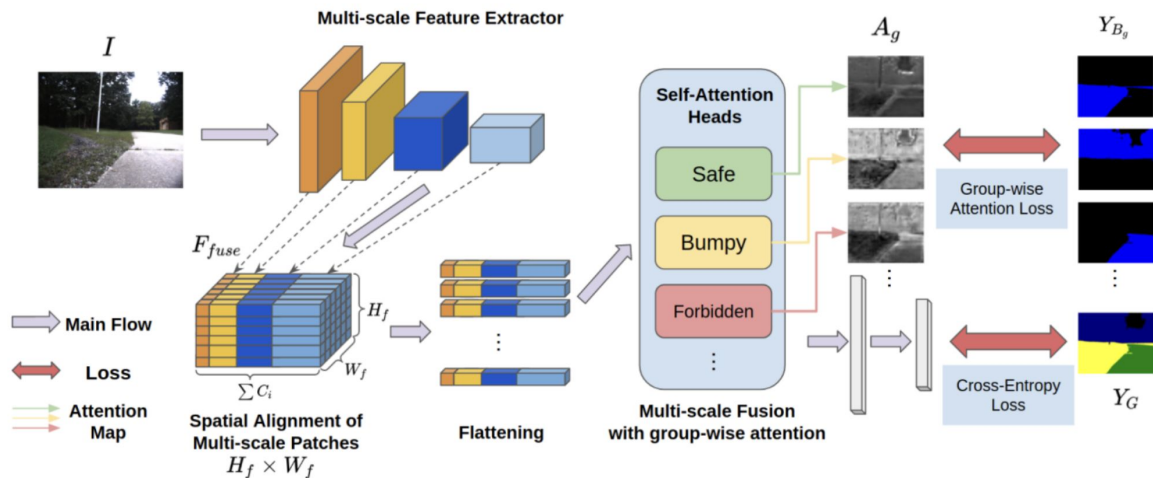 Multi-scale Feature Extractor
I
A_g
Y_{B_g}
Self-Attention
Heads
Safe
Bumpy
Forbidden
⋮
Group-wise
Attention Loss
⋮
⋮
F_{fuse}
H_f
W_f
∑ C_i
⋮
Main Flow
Loss
Attention
Map
Spatial Alignment of
Multi-scale Patches
H_f × W_f
Flattening
Multi-scale Fusion
with group-wise attention
Cross-Entropy
Loss
Y_G